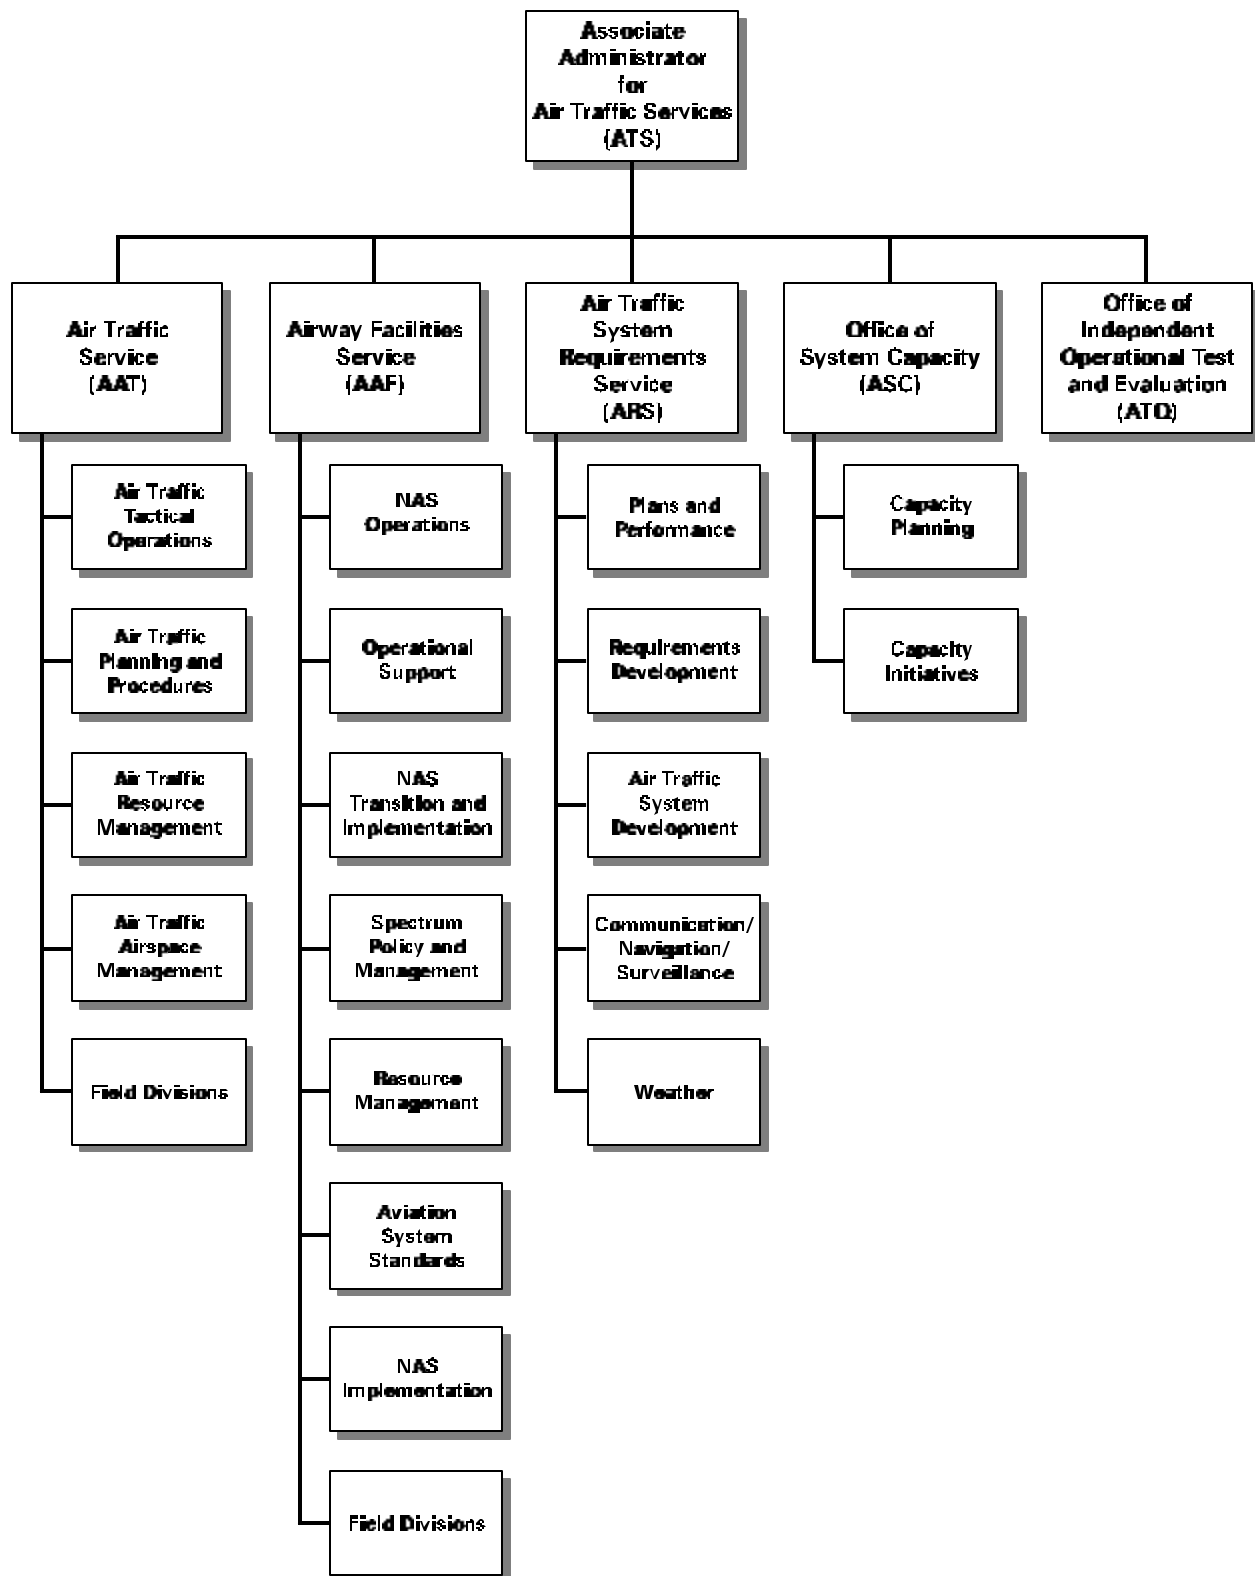 Associate
Administrator
for
Air Traffic Services
(ATS)
Air Traffic
Service
(AAT)
Airway Facilities
Service
(AAF)
Air Traffic
System
Requirements
Service
(ARS)
Office of
System Capacity
(ASC)
Office of
Independent
Operational Test
and Evaluation
(ATQ)
Air Traffic
Tactical
Operations
Air Traffic
Planning and
Procedures
Air Traffic
Resource
Management
Air Traffic
Airspace
Management
Field Divisions
NAS
Operations
Operational
Support
NAS
Transition and
Implementation
Spectrum
Policy and
Management
Resource
Management
Aviation
System
Standards
NAS
Implementation
Field Divisions
Plans and
Performance
Requirements
Development
Air Traffic
System
Development
Communication/
Navigation/
Surveillance
Weather
Capacity
Planning
Capacity
Initiatives